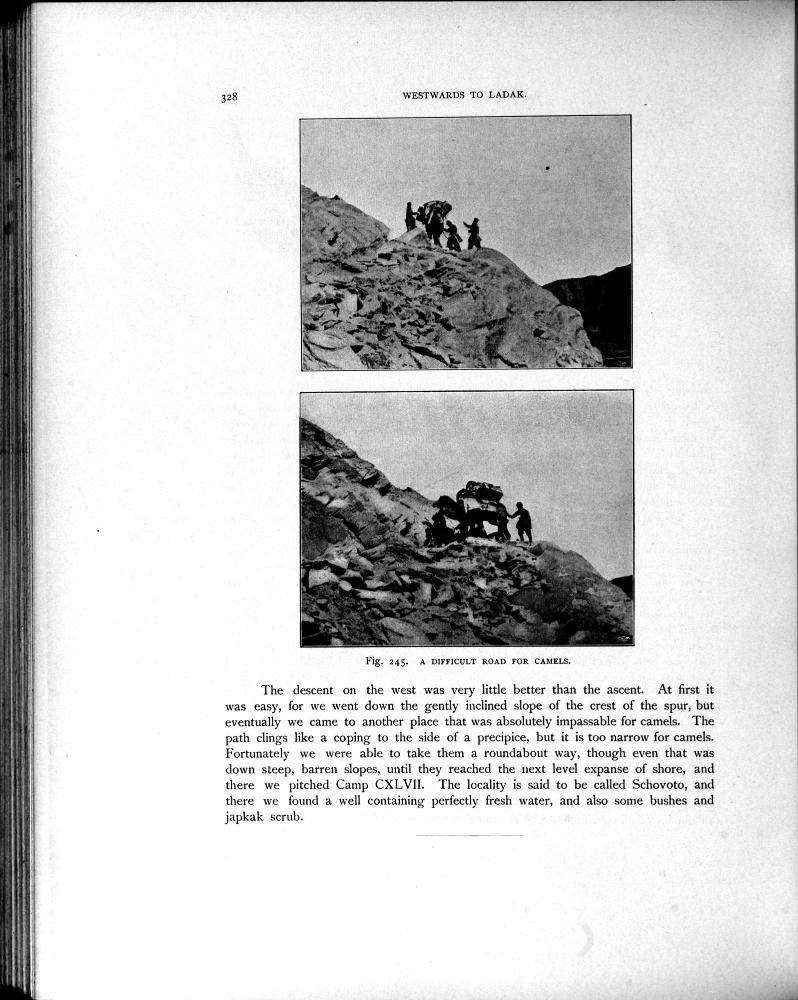 328
WESTWARDS TO LADAK.
Fig. 245. A DIFFICULT ROAD FOR CAMELS.
The descent on the west was very little better than the ascent. At first it
was easy, for we went down the gently inclined slope of the crest of the spur, but
eventually we came to another place that was absolutely impassable for camels. The
path clings like a coping to the side of a precipice, but it is too narrow for camels.
Fortunately we were able to take them a roundabout way, though even that was
down steep, barren slopes, until they reached the next level expanse of shore, and
there we pitched Camp CXLVII. The locality is said to be called Schovoto, and
there we found a well containing perfectly fresh water, and also some bushes and
japkak scrub.